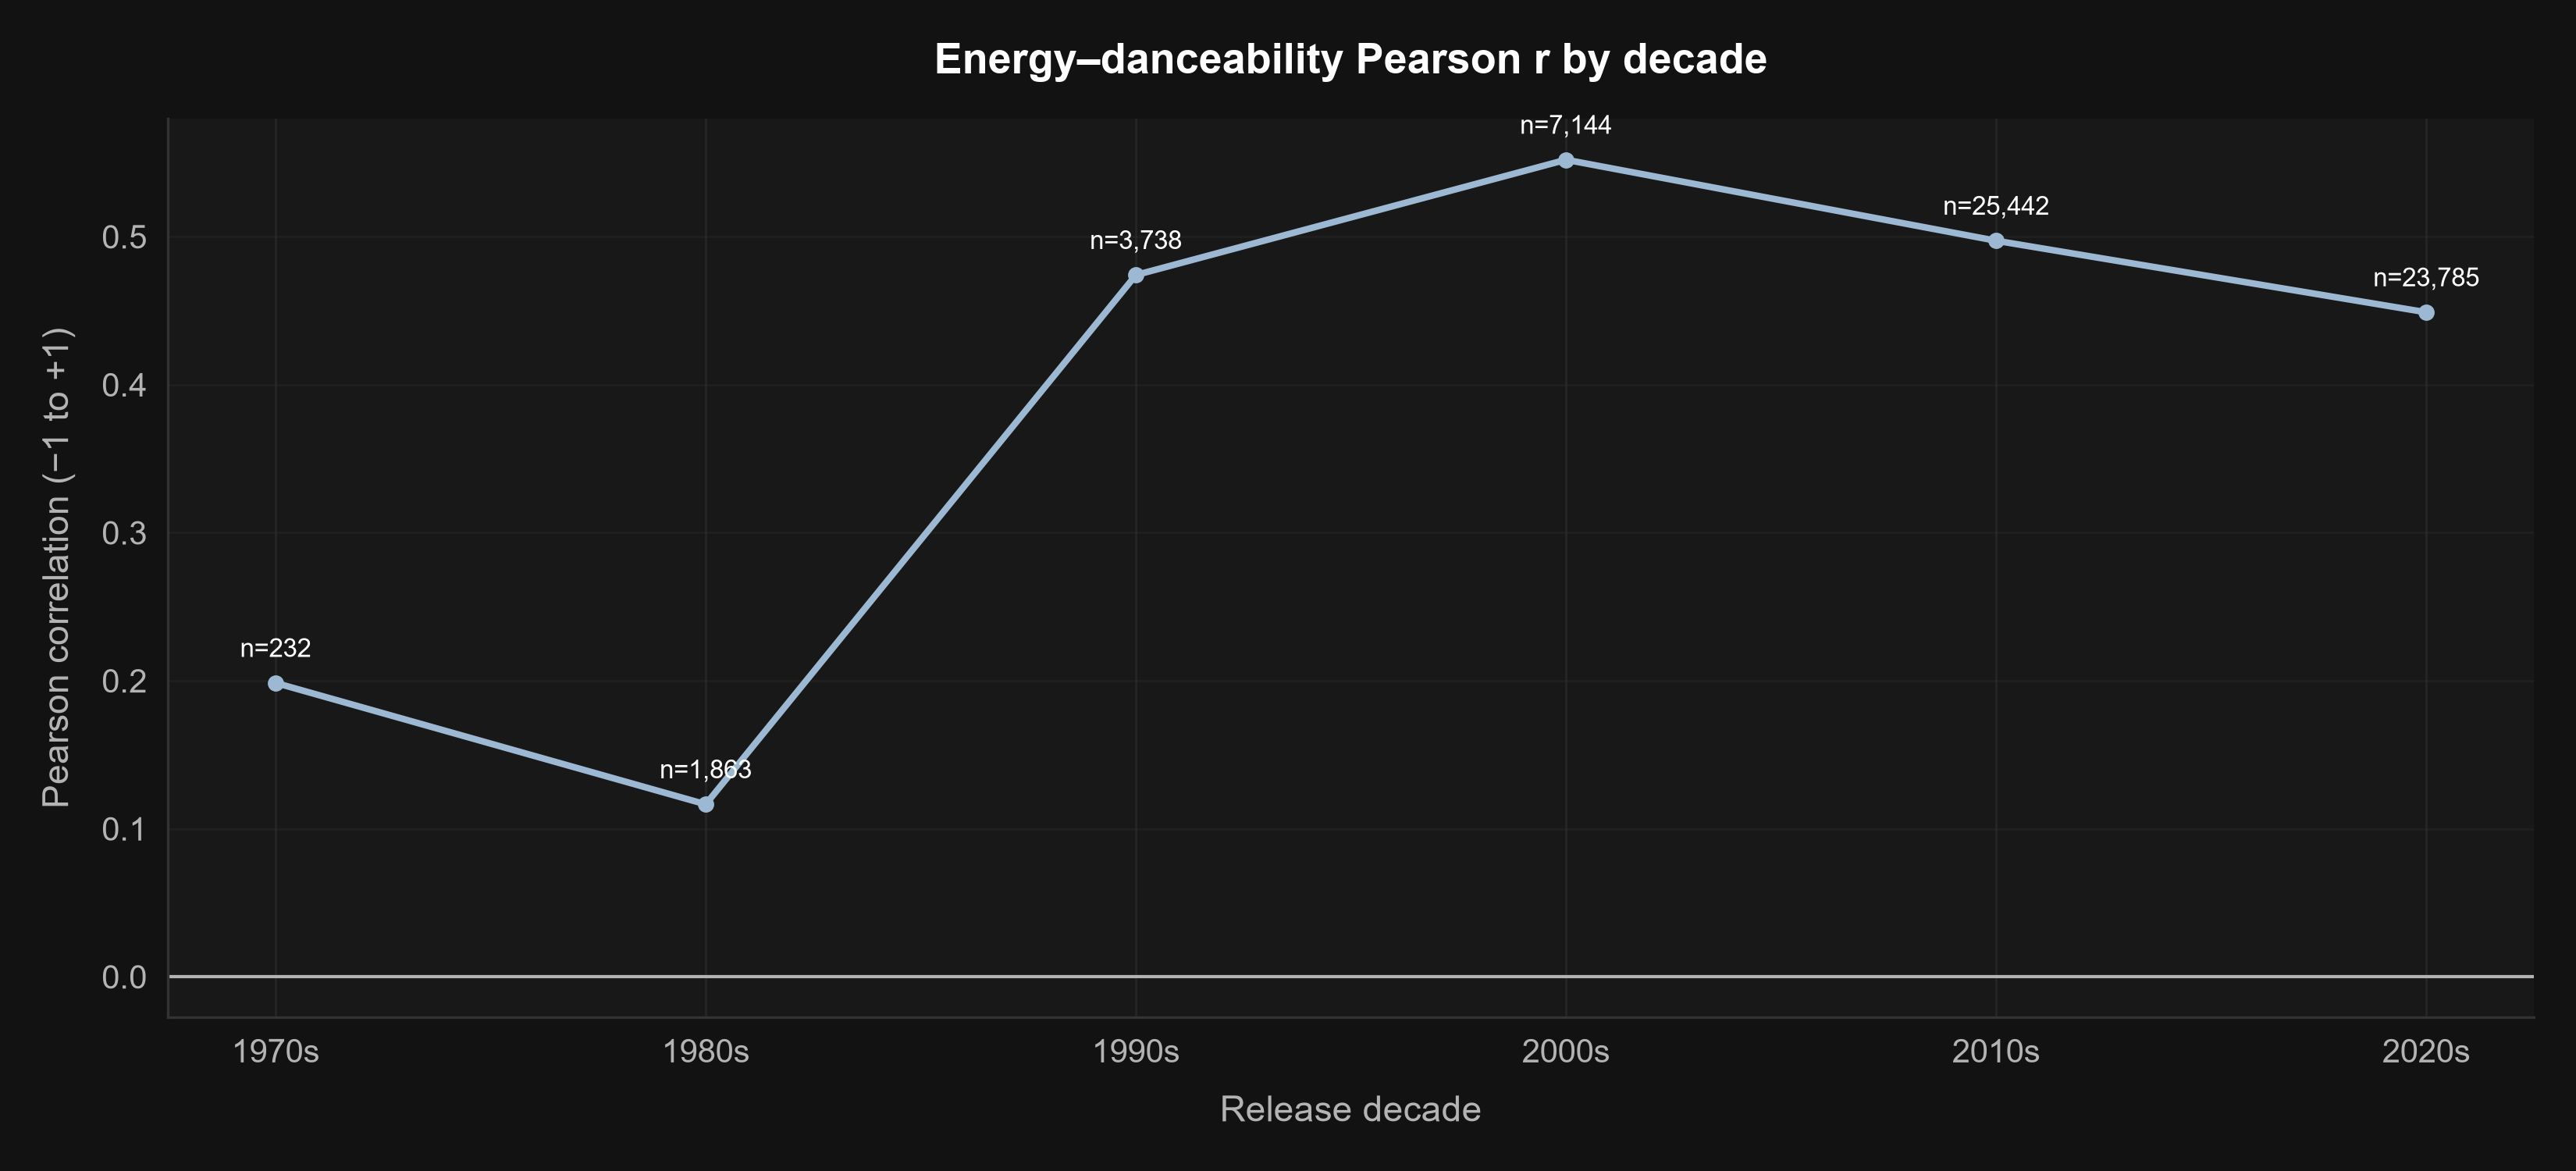 Energy–danceability Pearson r by decade
n=7,144
n=25,442
n=3,738
n=23,785
n=232
n=1,863
Pearson correlation (−1 to +1)
0.5
0.4
0.3
0.2
0.1
0.0
1970s 1980s 1990s 2000s 2010s 2020s
Release decade